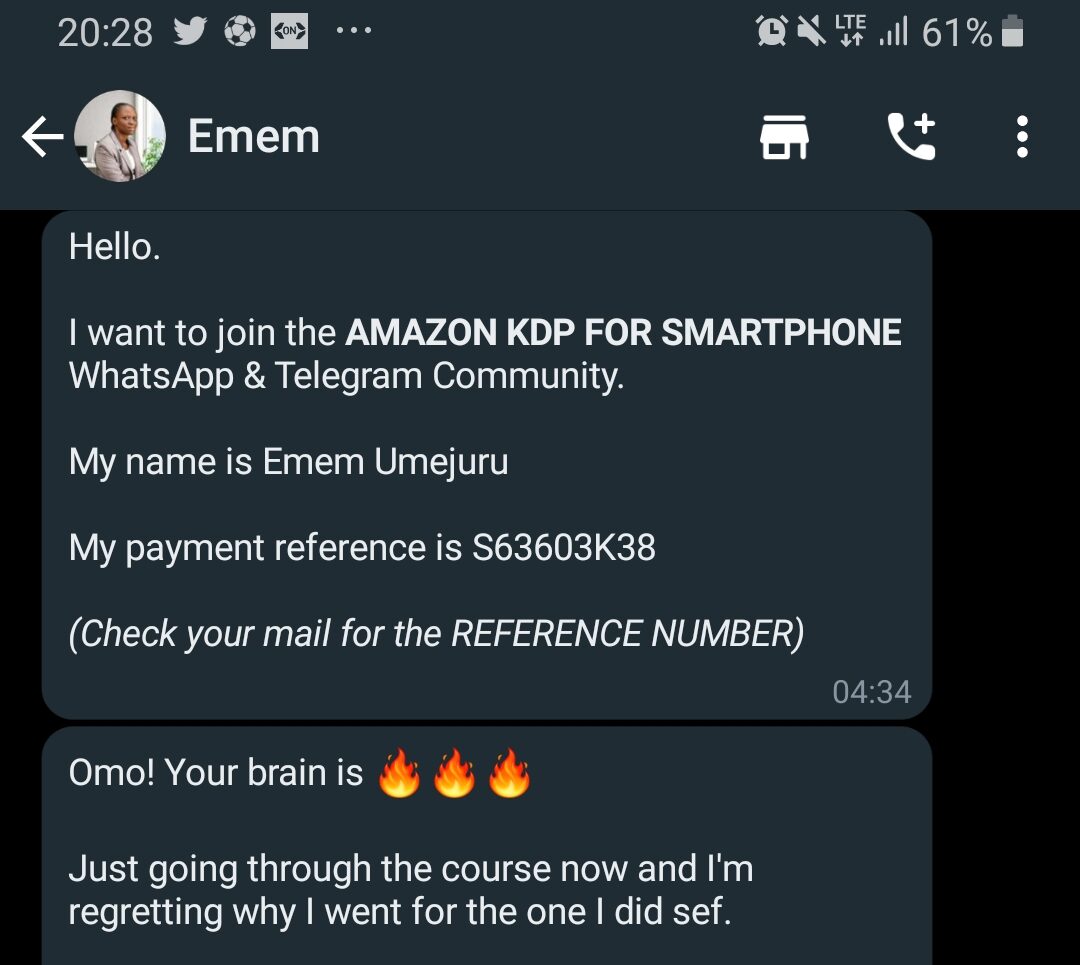 20:28 ON ... LTE 61%
Emem
Hello.
I want to join the AMAZON KDP FOR SMARTPHONE
WhatsApp & Telegram Community.
My name is Emem Umejuru
My payment reference is S63603K38
(Check your mail for the REFERENCE NUMBER)
04:34
Omo! Your brain is 🔥🔥🔥
Just going through the course now and I'm
regretting why I went for the one I did sef.